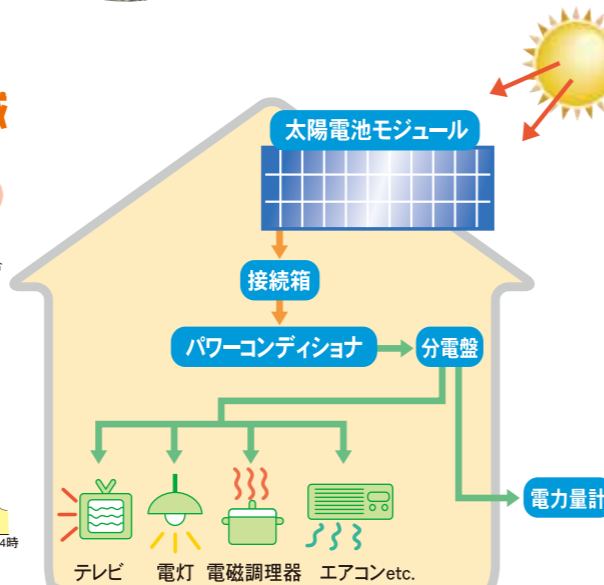 太陽電池モジュール
接続箱
パワーコンディショナ
分電盤
電力量計
4時
テレビ
電灯
電磁調理器
エアコンetc.